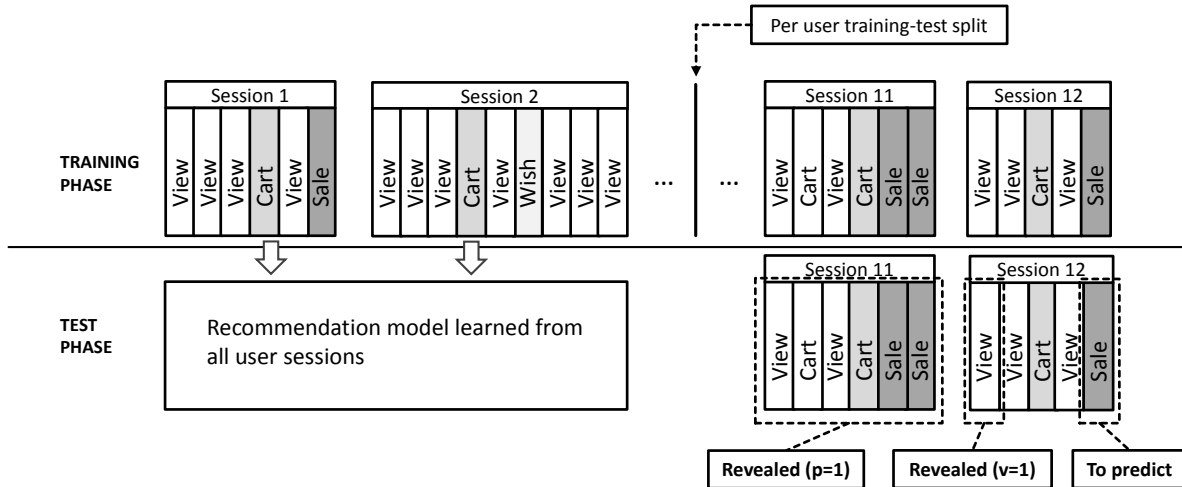 Per user training-test split
Session 1
Session 2
Session 11
Session 12
TRAINING
PHASE
View
View
View
Cart
View
Sale
View
View
View
Cart
View
Wish
View
View
View
...
...
View
Cart
View
Cart
Sale
Sale
View
View
Cart
View
Sale
Session 11
Session 12
TEST
PHASE
Recommendation model learned from
all user sessions
View
Cart
View
Cart
Sale
Sale
View
View
Cart
View
Sale
Revealed (p=1)
Revealed (v=1)
To predict